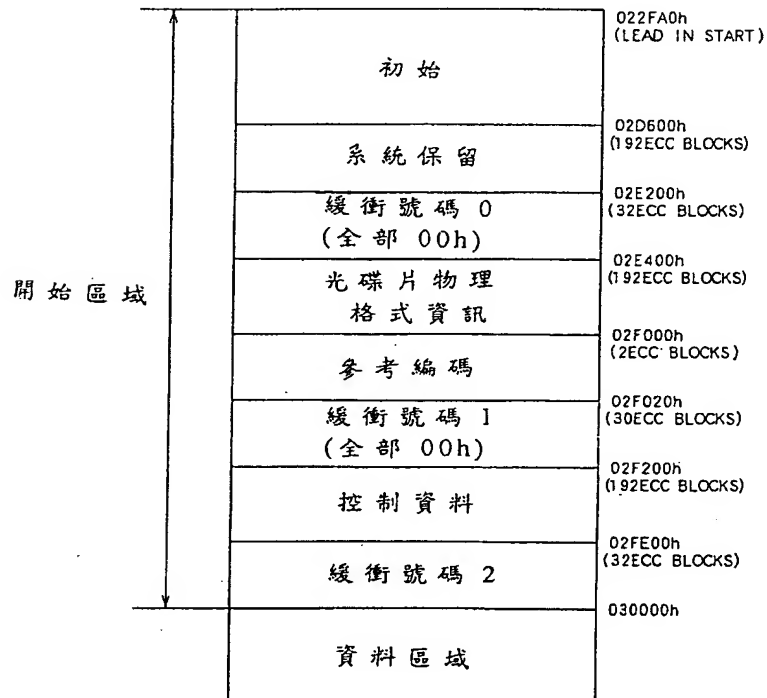 022FA0h
(LEAD IN START)
初始
02D600h
(192ECC BLOCKS)
系統保留
02E200h
(32ECC BLOCKS)
緩衝號碼 0
(全部 00h)
02E400h
(192ECC BLOCKS)
開始區域
光碟片物理
格式資訊
02F000h
(2ECC BLOCKS)
參考編碼
02F020h
(30ECC BLOCKS)
緩衝號碼 1
(全部 00h)
02F200h
(192ECC BLOCKS)
控制資料
02FE00h
(32ECC BLOCKS)
緩衝號碼 2
030000h
資料區域